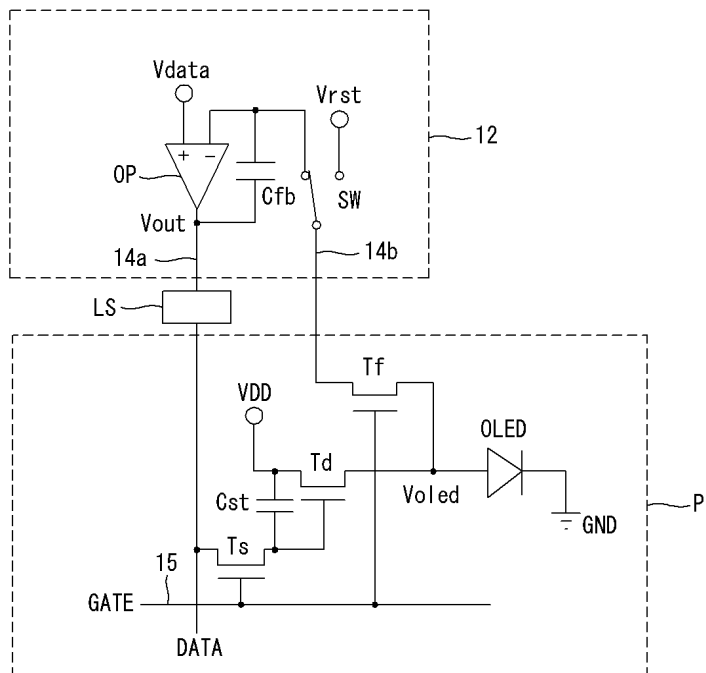 Vdata
Vrst
12
+ −
OP
Cfb
SW
Vout
14a
14b
LS
Tf
VDD
OLED
Td
Cst
Voled
P
GND
Ts
15
GATE
DATA